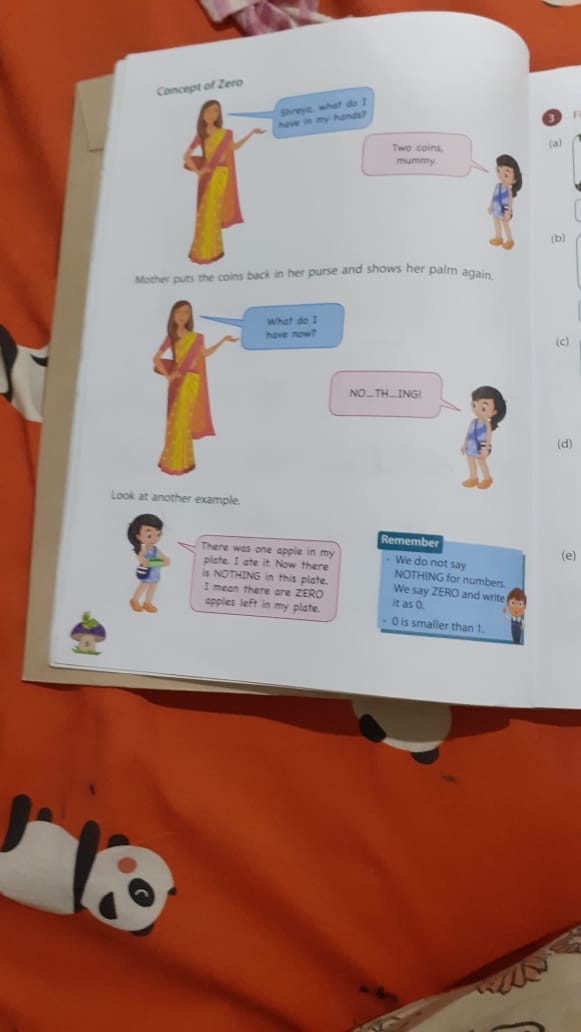 Concept of Zero
Shreya, what do I
have in my hands?
Two coins,
mummy.
Mother puts the coins back in her purse and shows her palm again.
What do I
have now?
NO...TH...ING!
Look at another example.
There was one apple in my
plate. I ate it. Now there
is NOTHING in this plate.
I mean there are ZERO
apples left in my plate.
Remember
• We do not say
NOTHING for numbers.
We say ZERO and write
it as 0.
• 0 is smaller than 1.
3
(a)
(b)
(c)
(d)
(e)